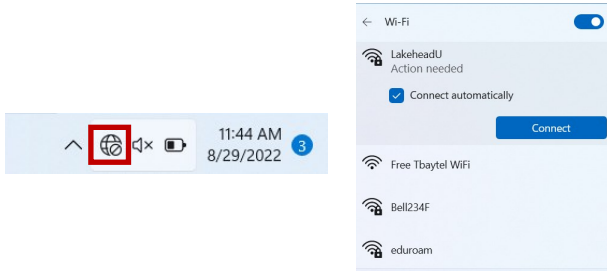 11:44 AM
8/29/2022
3
Wi-Fi
LakeheadU
Action needed
Connect automatically
Connect
Free Tbaytel WiFi
Bell234F
eduroam